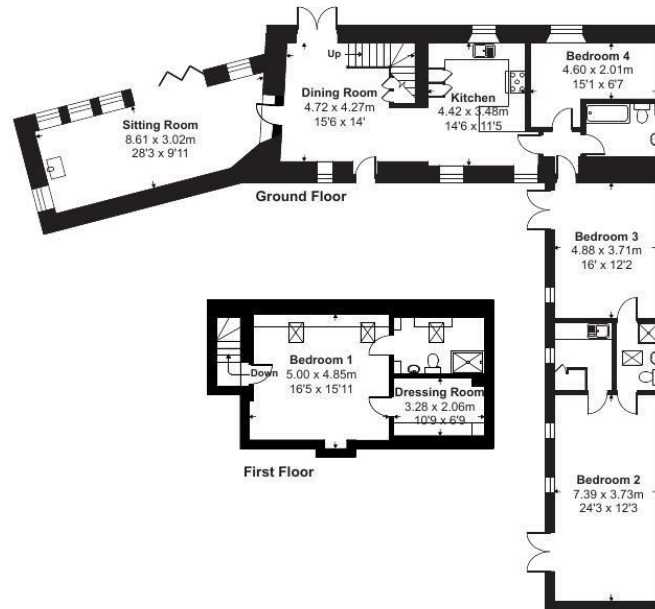 Bedroom 4
4.60 x 2.01m
15'1 x 6'7
Up
Dining Room
4.72 x 4.27m
15'6 x 14'
Kitchen
4.42 x 3.48m
14'6 x 11'5
Sitting Room
8.61 x 3.02m
28'3 x 9'11
Ground Floor
Bedroom 3
4.88 x 3.71m
16' x 12'2
Bedroom 1
5.00 x 4.85m
16'5 x 15'11
Down
Dressing Room
3.28 x 2.06m
10'9 x 6'9
First Floor
Bedroom 2
7.39 x 3.73m
24'3 x 12'3